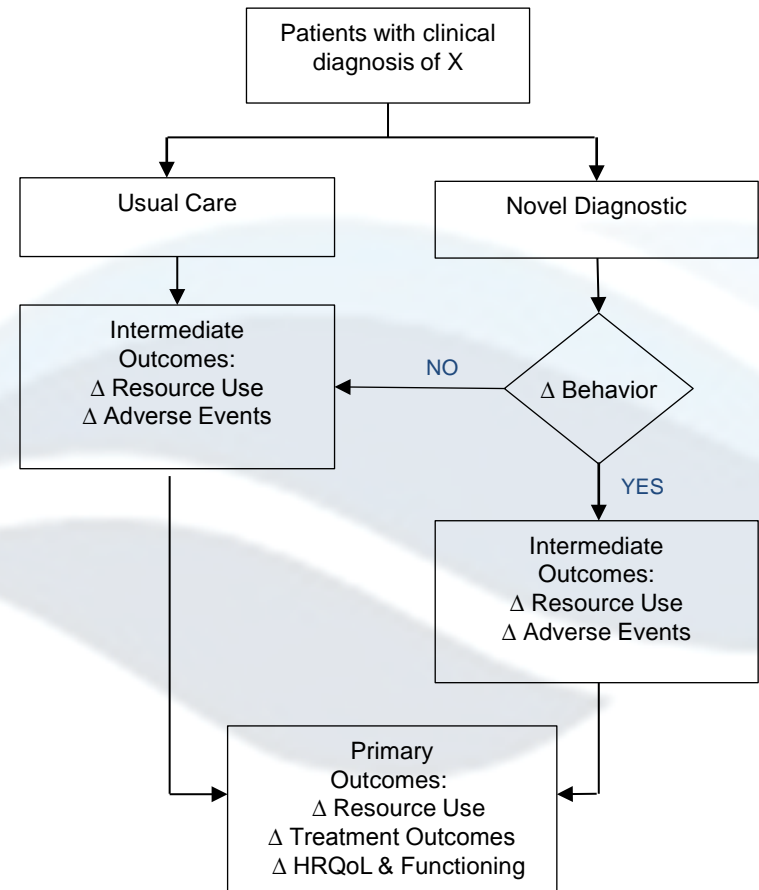 Patients with clinical
diagnosis of X
Usual Care
Novel Diagnostic
Intermediate
Outcomes:
Δ Resource Use
Δ Adverse Events
NO
Δ Behavior
YES
Intermediate
Outcomes:
Δ Resource Use
Δ Adverse Events
Primary
Outcomes:
Δ Resource Use
Δ Treatment Outcomes
Δ HRQoL & Functioning